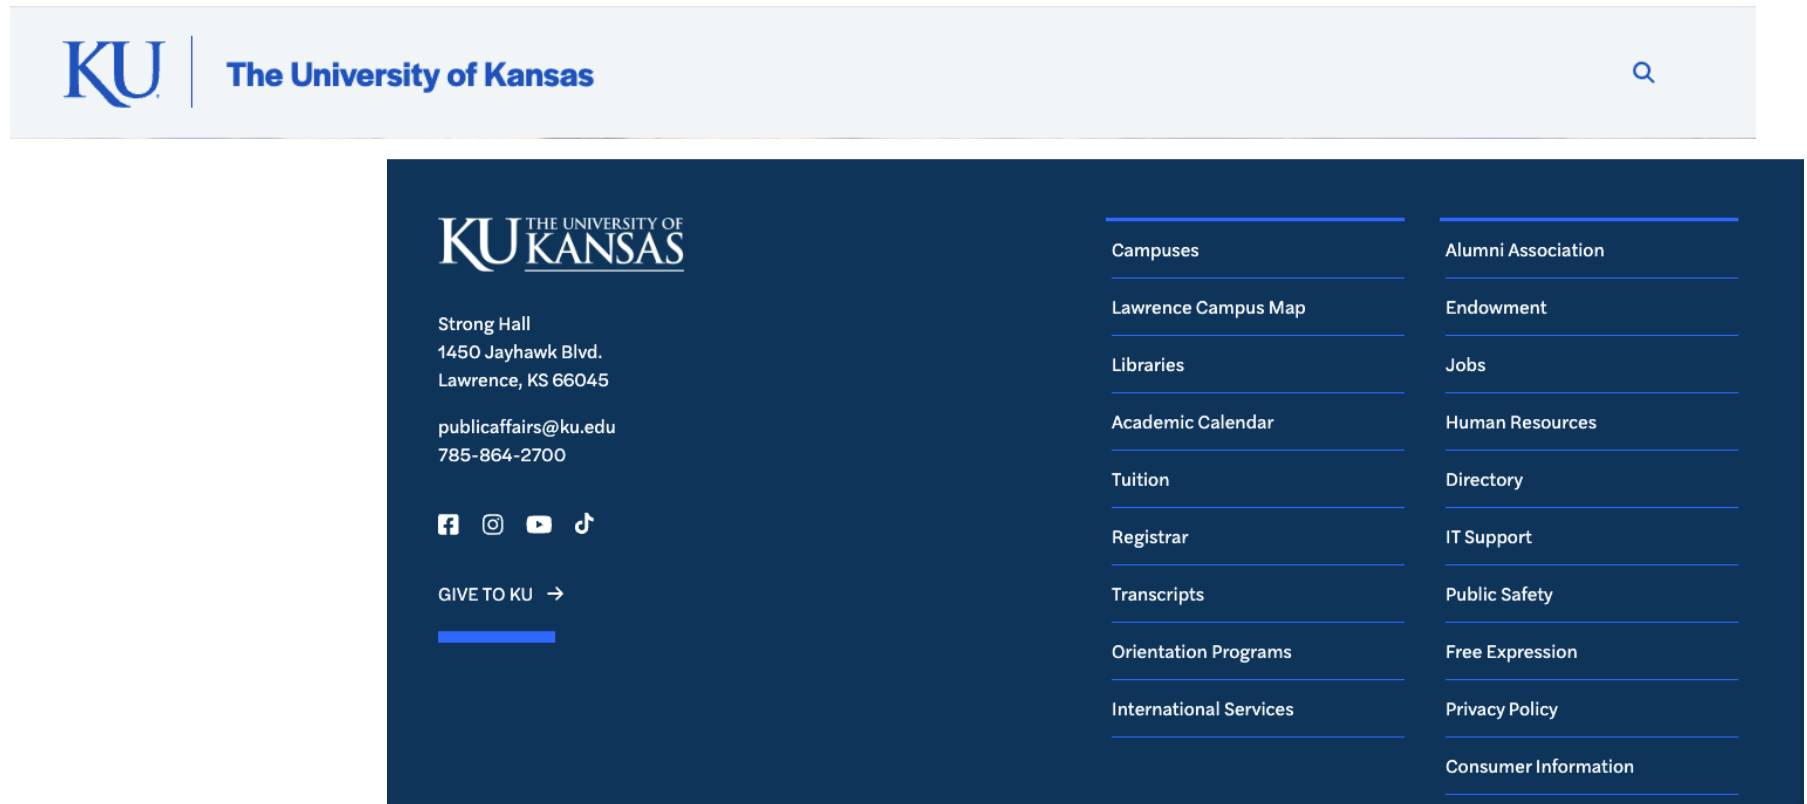 KU
The University of Kansas
KU THE UNIVERSITY OF
KANSAS
Strong Hall
1450 Jayhawk Blvd.
Lawrence, KS 66045
publicaffairs@ku.edu
785-864-2700
GIVE TO KU →
Campuses
Lawrence Campus Map
Libraries
Academic Calendar
Tuition
Registrar
Transcripts
Orientation Programs
International Services
Alumni Association
Endowment
Jobs
Human Resources
Directory
IT Support
Public Safety
Free Expression
Privacy Policy
Consumer Information